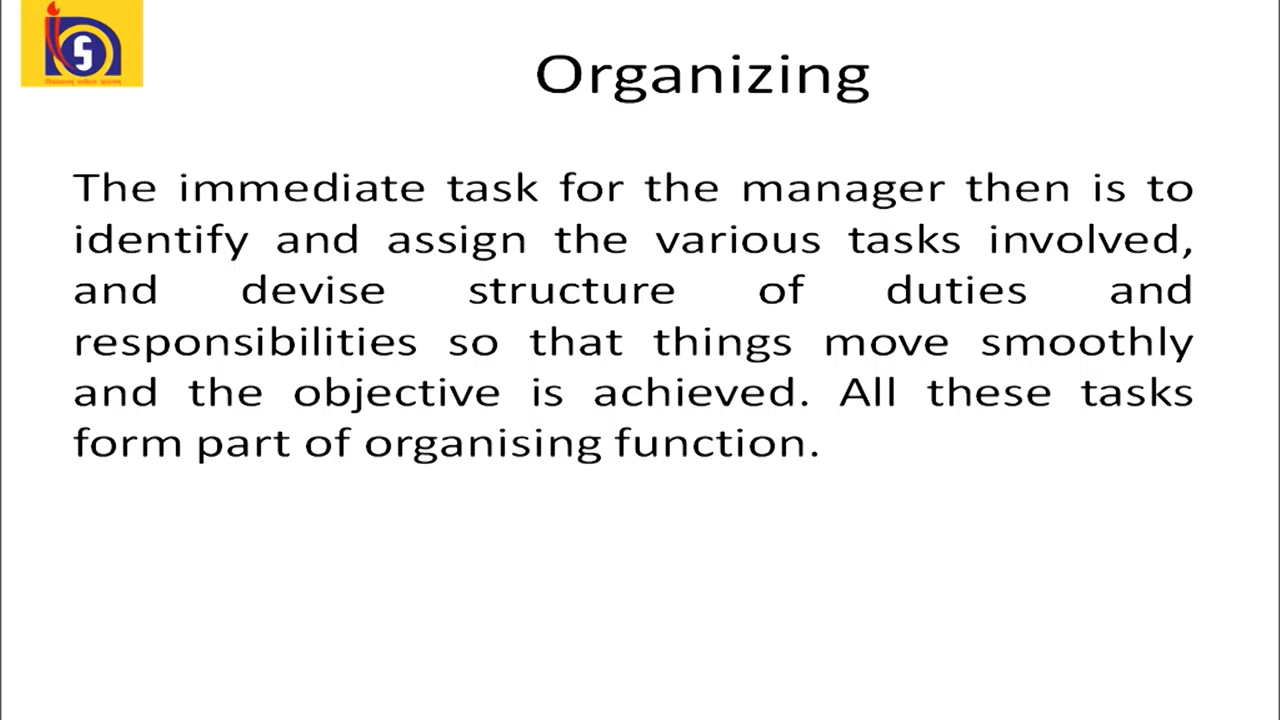 Organizing
The immediate task for the manager then is to
identify and assign the various tasks involved,
and devise structure of duties and
responsibilities so that things move smoothly
and the objective is achieved. All these tasks
form part of organising function.